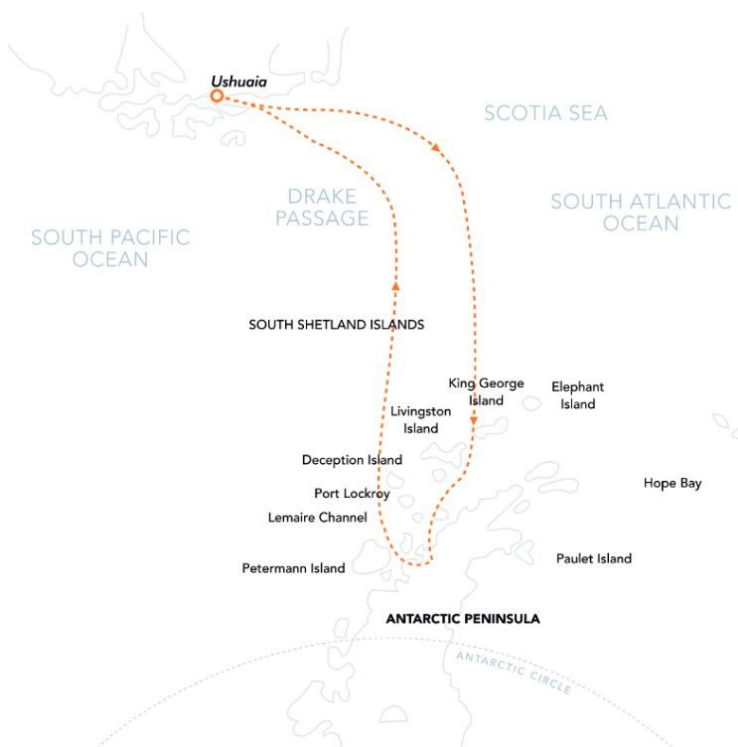 Ushuaia
SCOTIA SEA
DRAKE
PASSAGE
SOUTH ATLANTIC
OCEAN
SOUTH PACIFIC
OCEAN
SOUTH SHETLAND ISLANDS
King George
Island
Elephant
Island
Livingston
Island
Deception Island
Hope Bay
Port Lockroy
Lemaire Channel
Paulet Island
Petermann Island
ANTARCTIC PENINSULA
ANTARCTIC CIRCLE